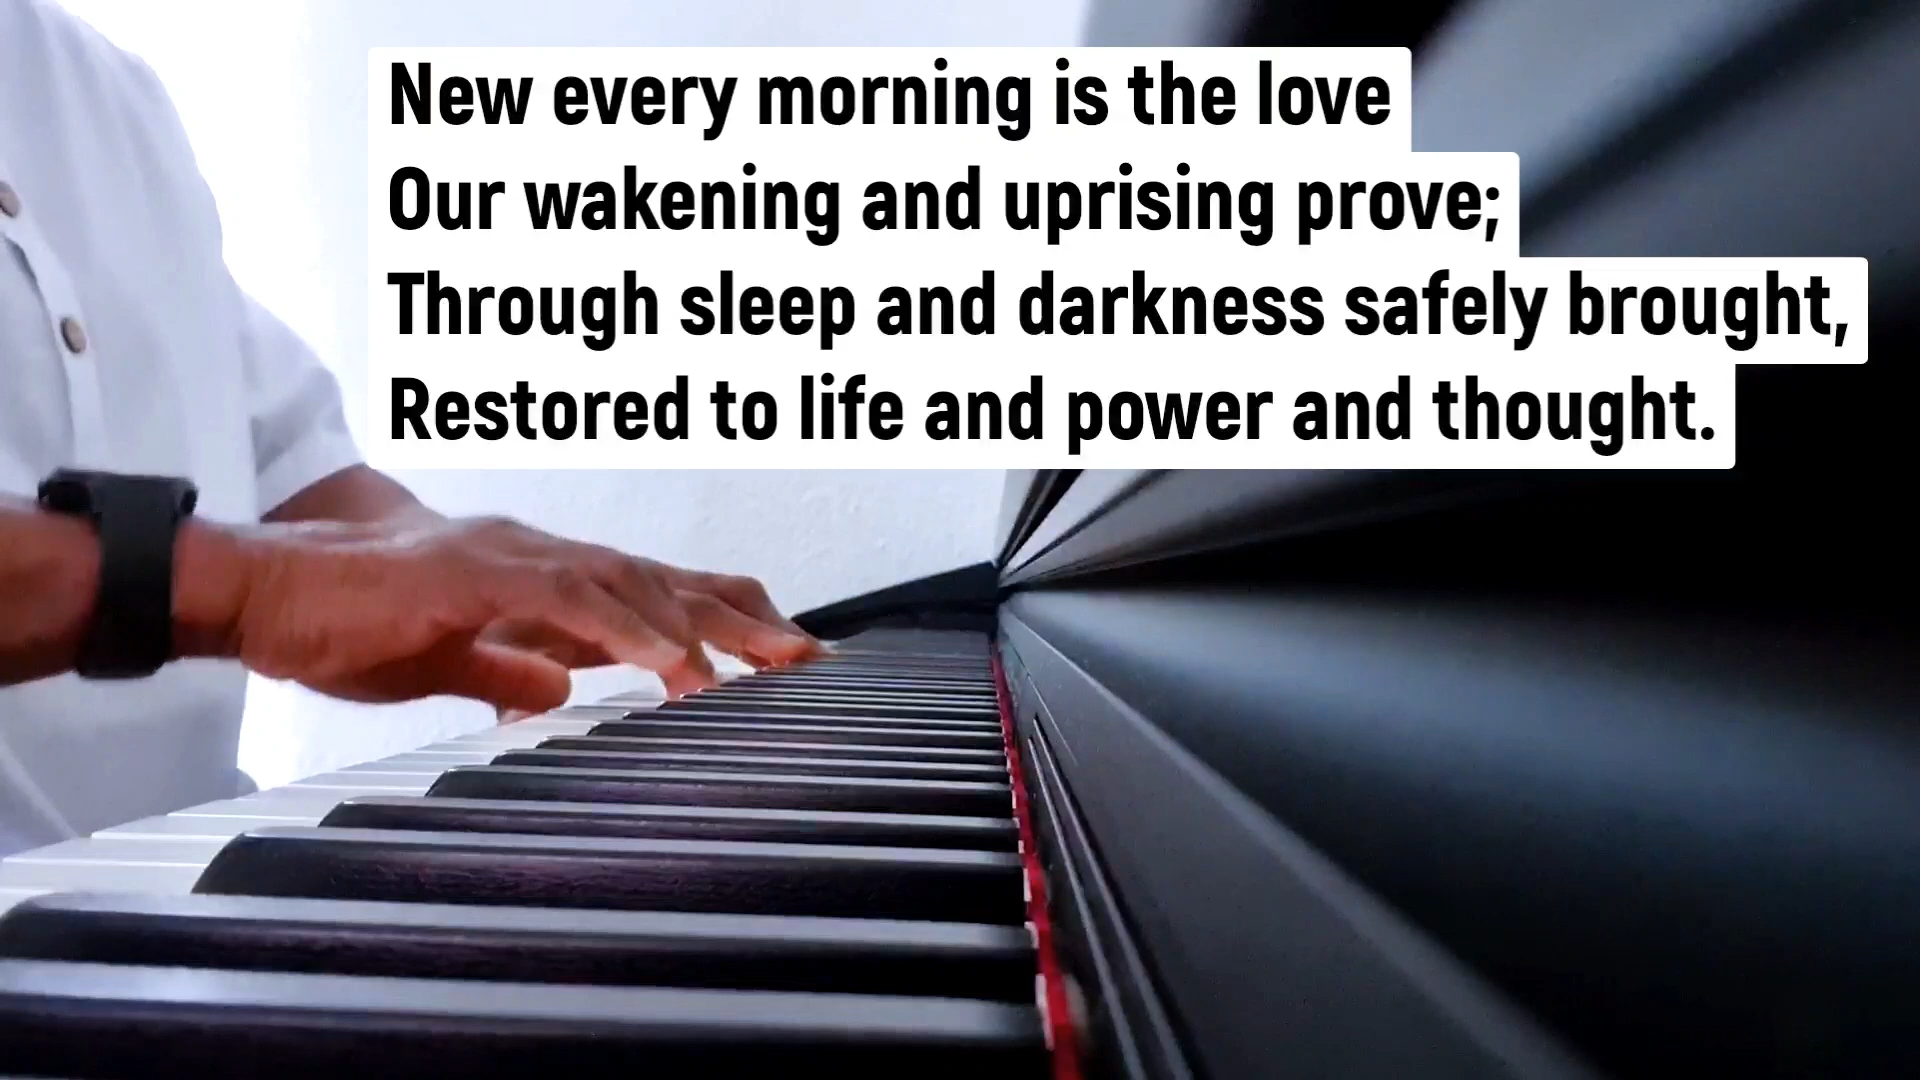 New every morning is the love
Our wakening and uprising prove;
Through sleep and darkness safely brought,
Restored to life and power and thought.